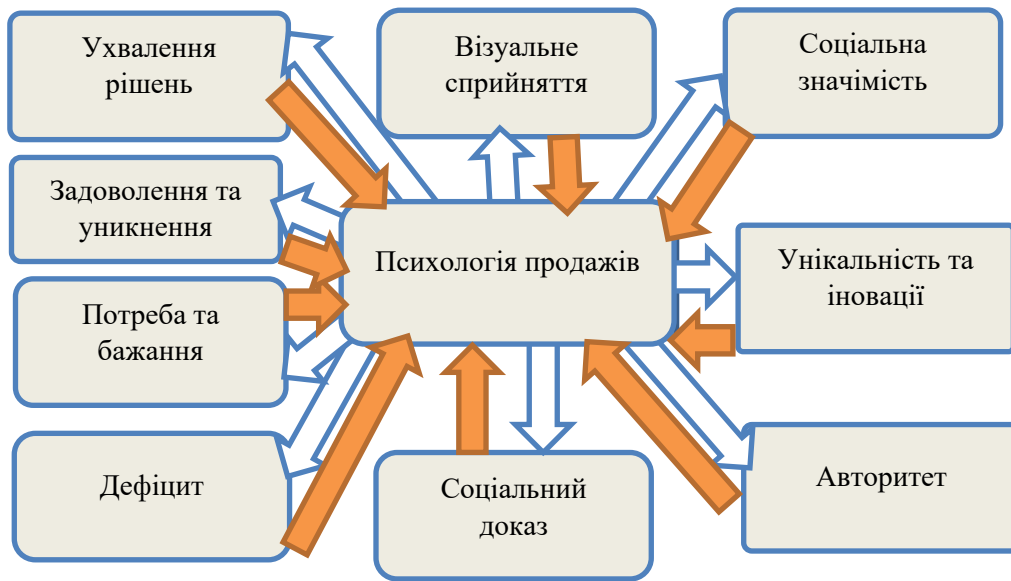 Ухвалення
рішень
Візуальне
сприйняття
Соціальна
значімість
Задоволення та
уникнення
Психологія продажів
Унікальність та
іновації
Потреба та
бажання
Дефіцит
Соціальний
доказ
Авторитет